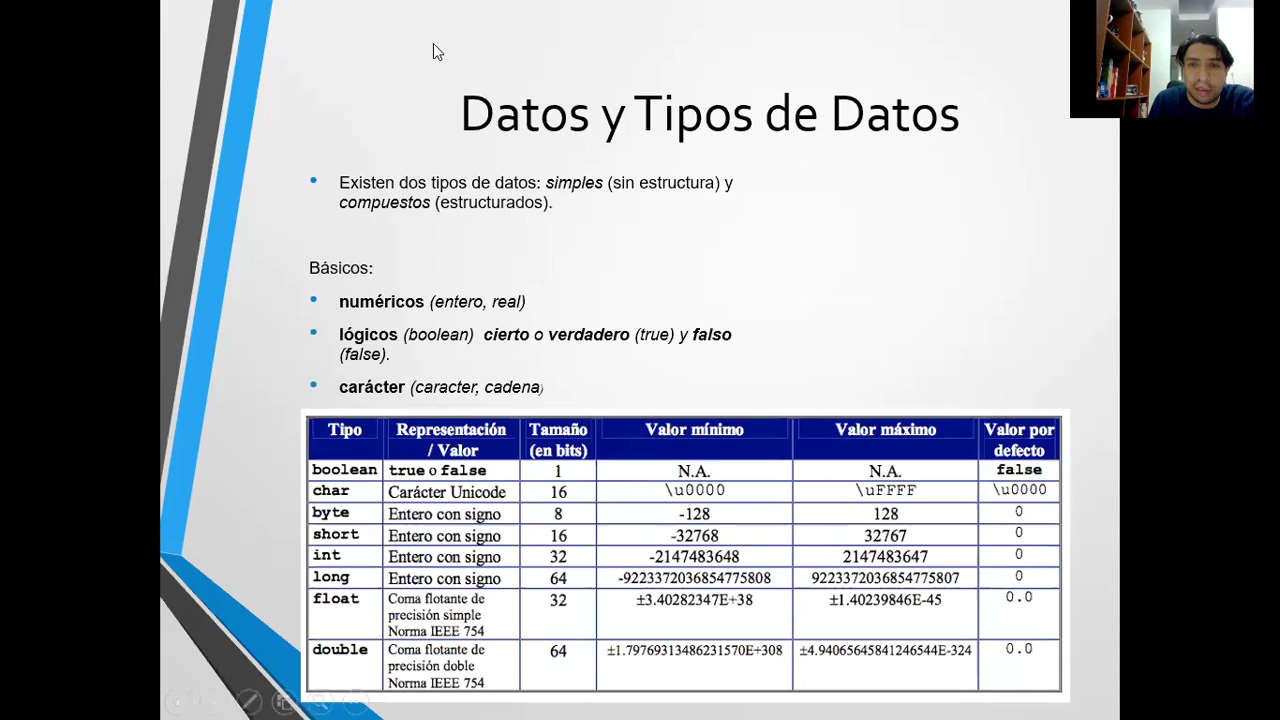 Datos y Tipos de Datos
• Existen dos tipos de datos: simples (sin estructura) y
compuestos (estructurados).
Básicos:
• numéricos (entero, real)
• lógicos (boolean) cierto o verdadero (true) y falso
(false).
• carácter (caracter, cadena)
Tipo Representación / Valor Tamaño (en bits) Valor mínimo Valor máximo Valor por defecto
boolean true o false 1 N.A. N.A. false
char Carácter Unicode 16 \u0000 \uFFFF \u0000
byte Entero con signo 8 -128 128 0
short Entero con signo 16 -32768 32767 0
int Entero con signo 32 -2147483648 2147483647 0
long Entero con signo 64 -9223372036854775808 9223372036854775807 0
float Coma flotante de precisión simple Norma IEEE 754 32 ±3.40282347E+38 ±1.40239846E-45 0.0
double Coma flotante de precisión doble Norma IEEE 754 64 ±1.79769313486231570E+308 ±4.94065645841246544E-324 0.0